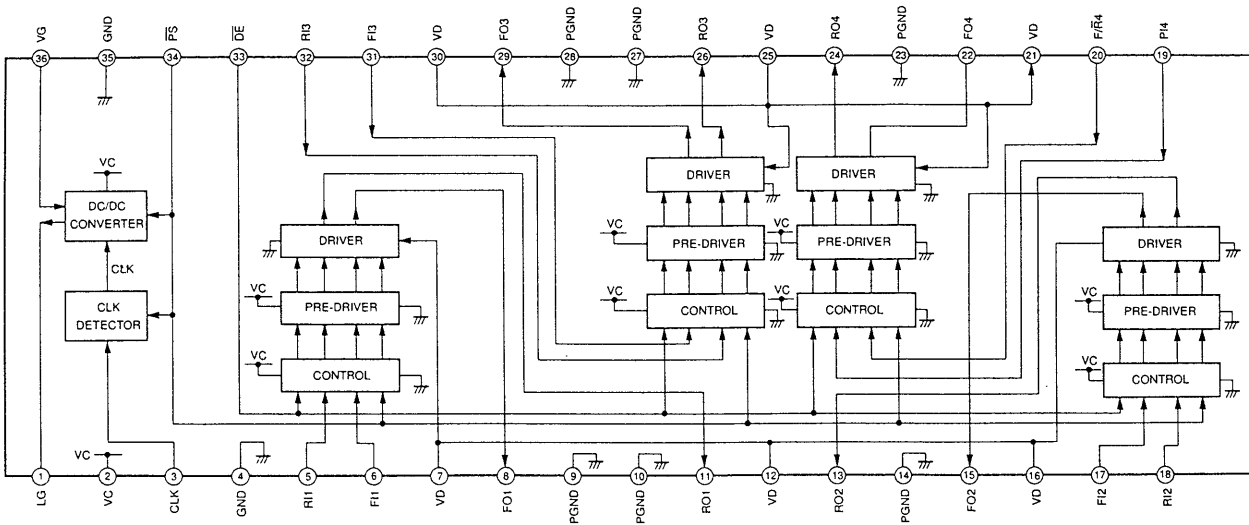 VG GND P̅S̅ D̅E̅ RI3 FI3 VD FO3 PGND PGND RO3 VD RO4 PGND FO4 VD F/R̅4 PI4
36 35 34 33 32 31 30 29 28 27 26 25 24 23 22 21 20 19
VC
DC/DC
CONVERTER
CLK
CLK
DETECTOR
DRIVER
VC
PRE-DRIVER
VC
CONTROL
DRIVER
VC
PRE-DRIVER
VC
CONTROL
DRIVER
VC
PRE-DRIVER
VC
CONTROL
DRIVER
VC
PRE-DRIVER
VC
CONTROL
VC
1 2 3 4 5 6 7 8 9 10 11 12 13 14 15 16 17 18
LG VC CLK GND RI1 FI1 VD FO1 PGND PGND RO1 VD RO2 PGND FO2 VD FI2 RI2